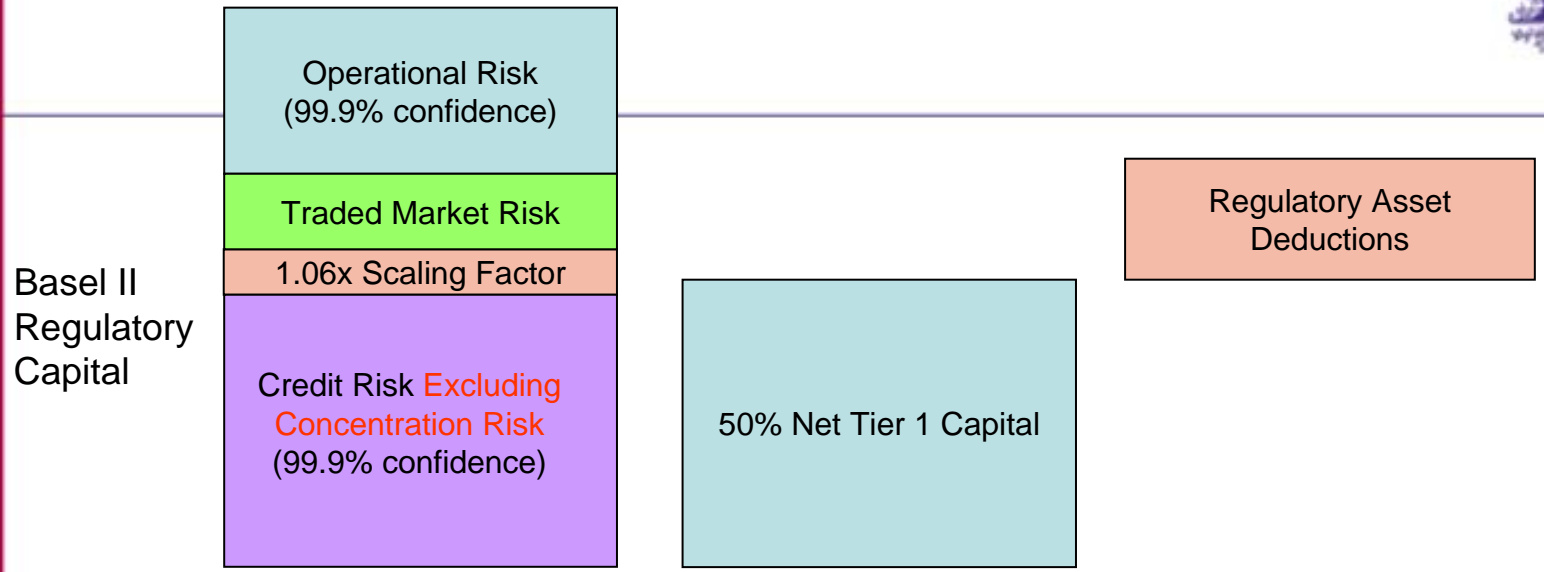 Operational Risk
(99.9% confidence)
Traded Market Risk
1.06x Scaling Factor
Basel II
Regulatory
Capital
Credit Risk Excluding
Concentration Risk
(99.9% confidence)
50% Net Tier 1 Capital
Regulatory Asset
Deductions